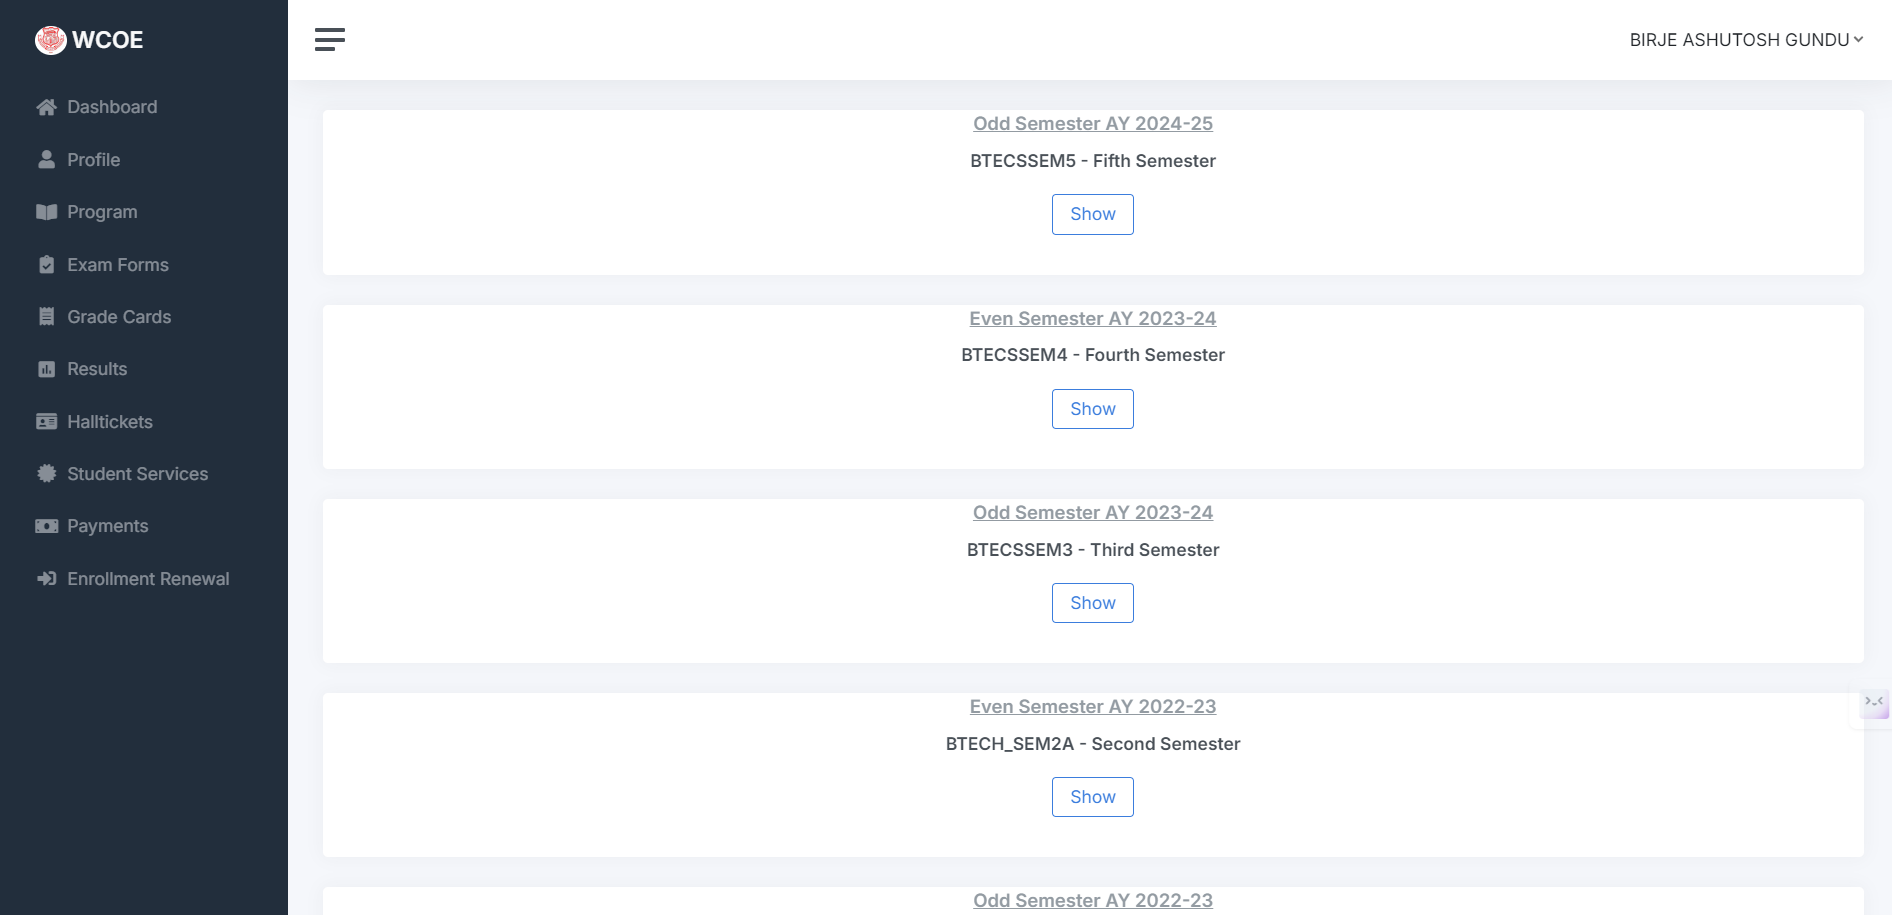 WCOE
Dashboard
Profile
Program
Exam Forms
Grade Cards
Results
Halltickets
Student Services
Payments
Enrollment Renewal
BIRJE ASHUTOSH GUNDU
Odd Semester AY 2024-25
BTECSSEM5 - Fifth Semester
Show
Even Semester AY 2023-24
BTECSSEM4 - Fourth Semester
Show
Odd Semester AY 2023-24
BTECSSEM3 - Third Semester
Show
Even Semester AY 2022-23
BTECH_SEM2A - Second Semester
Show
Odd Semester AY 2022-23